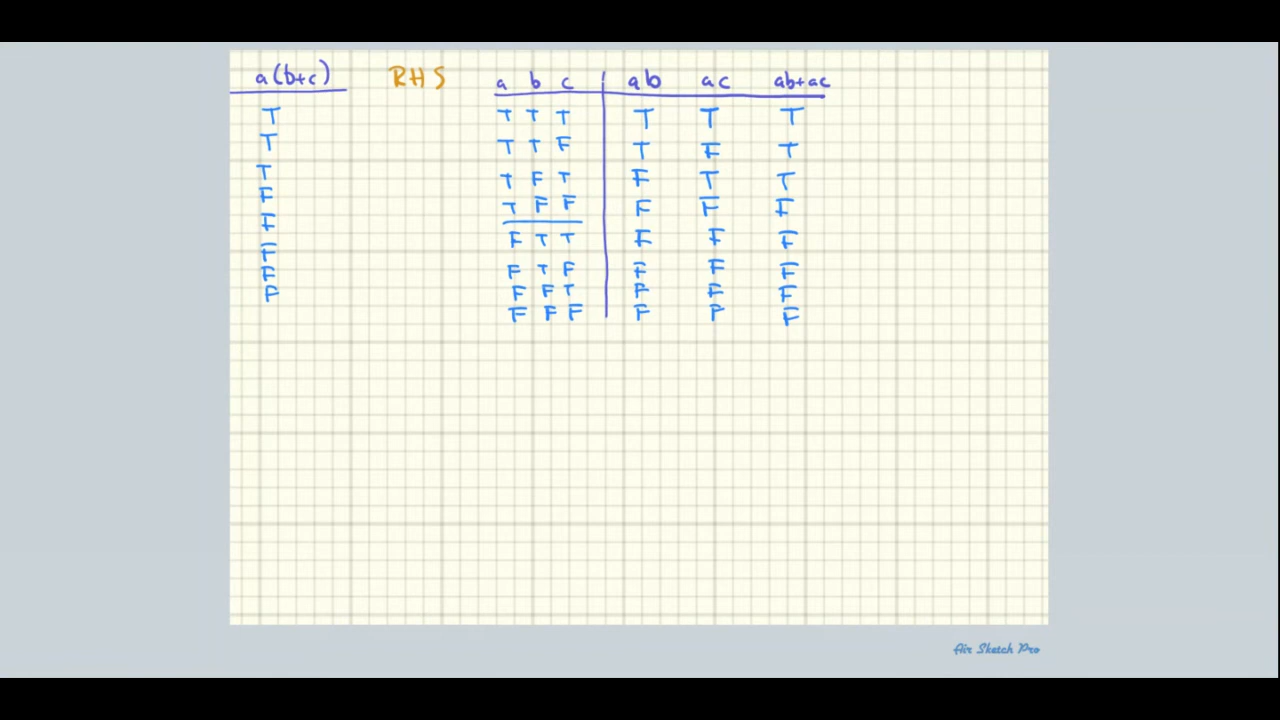 a(b+c) RHS a b c ab ac ab+ac
T T T T T T T
T T T F T F T
T T F T F T T
F T F F F F F
F F T T F F F
F F T F F F F
F F F T F F F
F F F F F F F
Air Sketch Pro